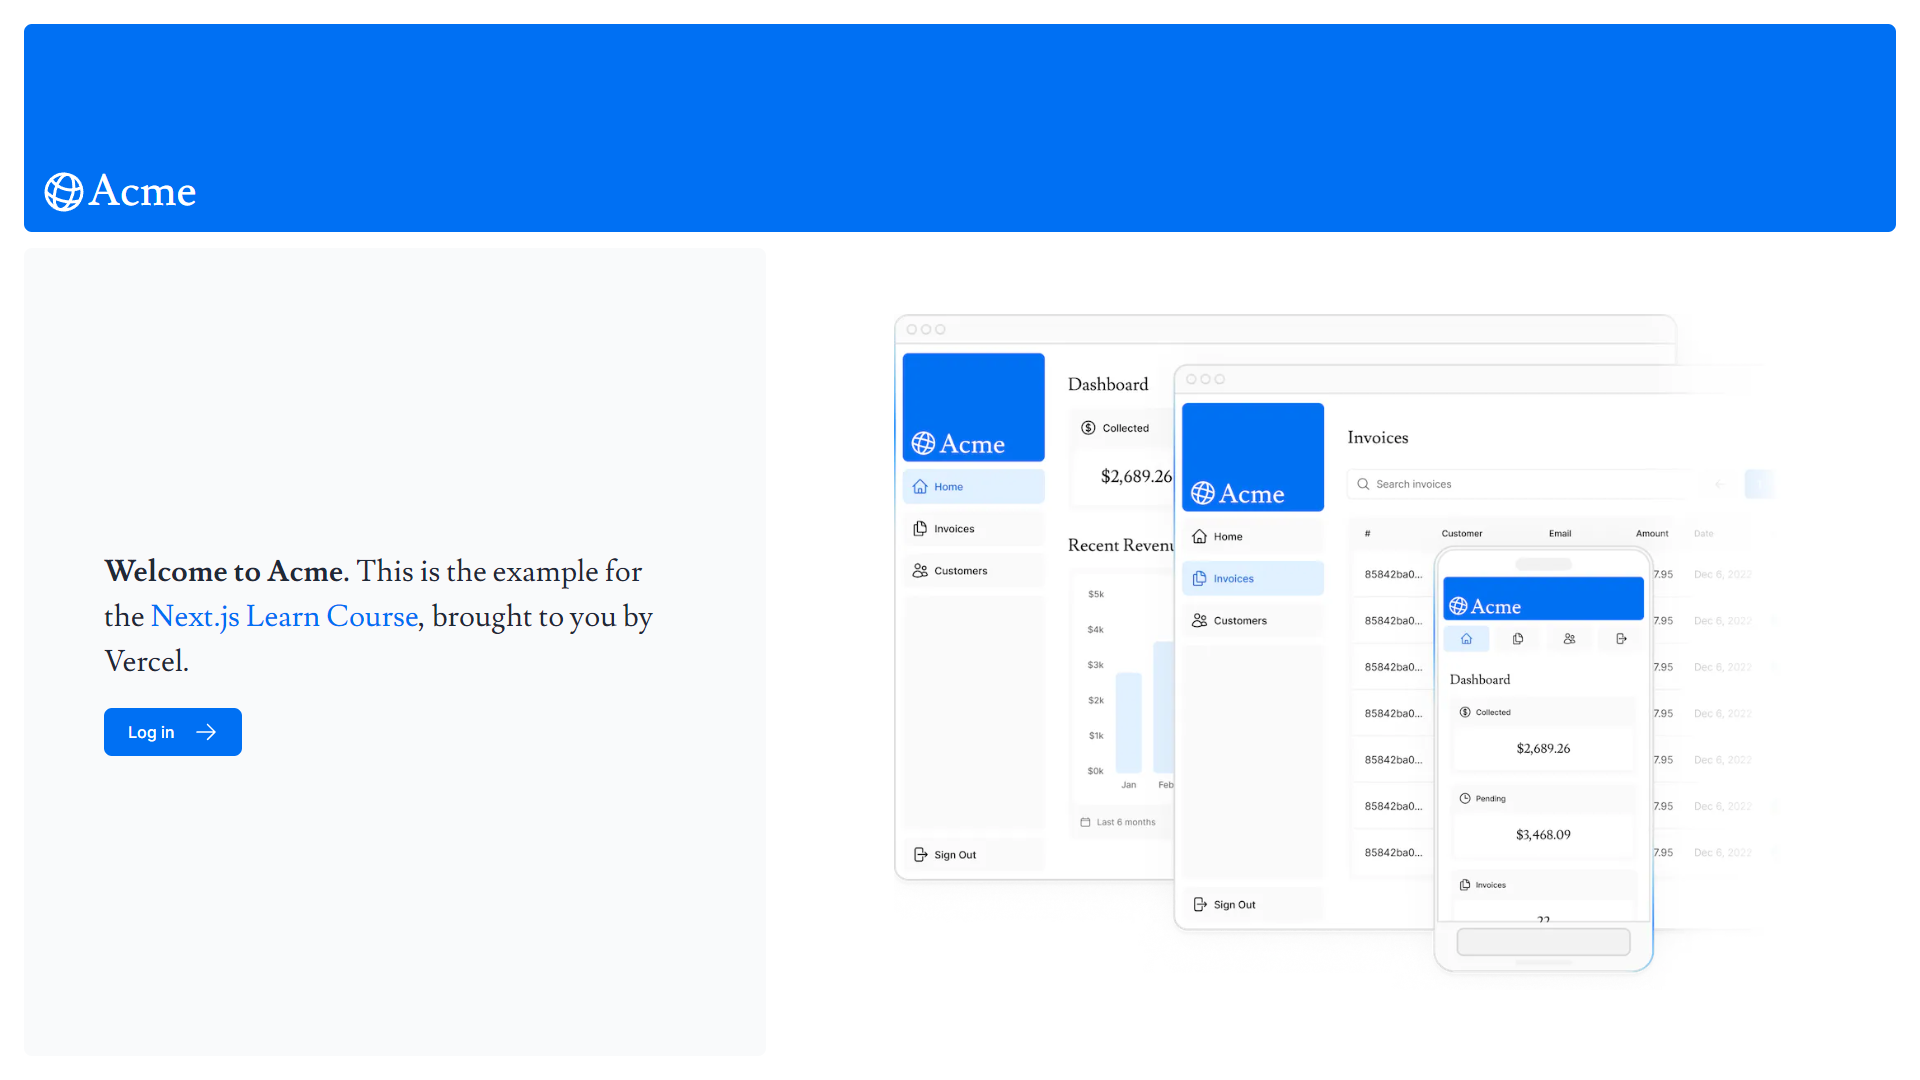 Acme
Welcome to Acme. This is the example for
the Next.js Learn Course, brought to you by
Vercel.
Log in
Acme
Home
Invoices
Customers
Sign Out
Dashboard
Collected
$2,689.26
Recent Revenu
$5k
$4k
$3k
$2k
$1k
$0k
Jan Feb
Last 6 months
Acme
Home
Invoices
Customers
Sign Out
Invoices
Search invoices
# Customer Email Amount Date
85842ba0... 7.95 Dec 6, 2022
85842ba0... 7.95 Dec 6, 2022
85842ba0... 7.95 Dec 6, 2022
85842ba0... 7.95 Dec 6, 2022
85842ba0... 7.95 Dec 6, 2022
85842ba0... 7.95 Dec 6, 2022
85842ba0... 7.95 Dec 6, 2022
Acme
Dashboard
Collected
$2,689.26
Pending
$3,468.09
Invoices
22